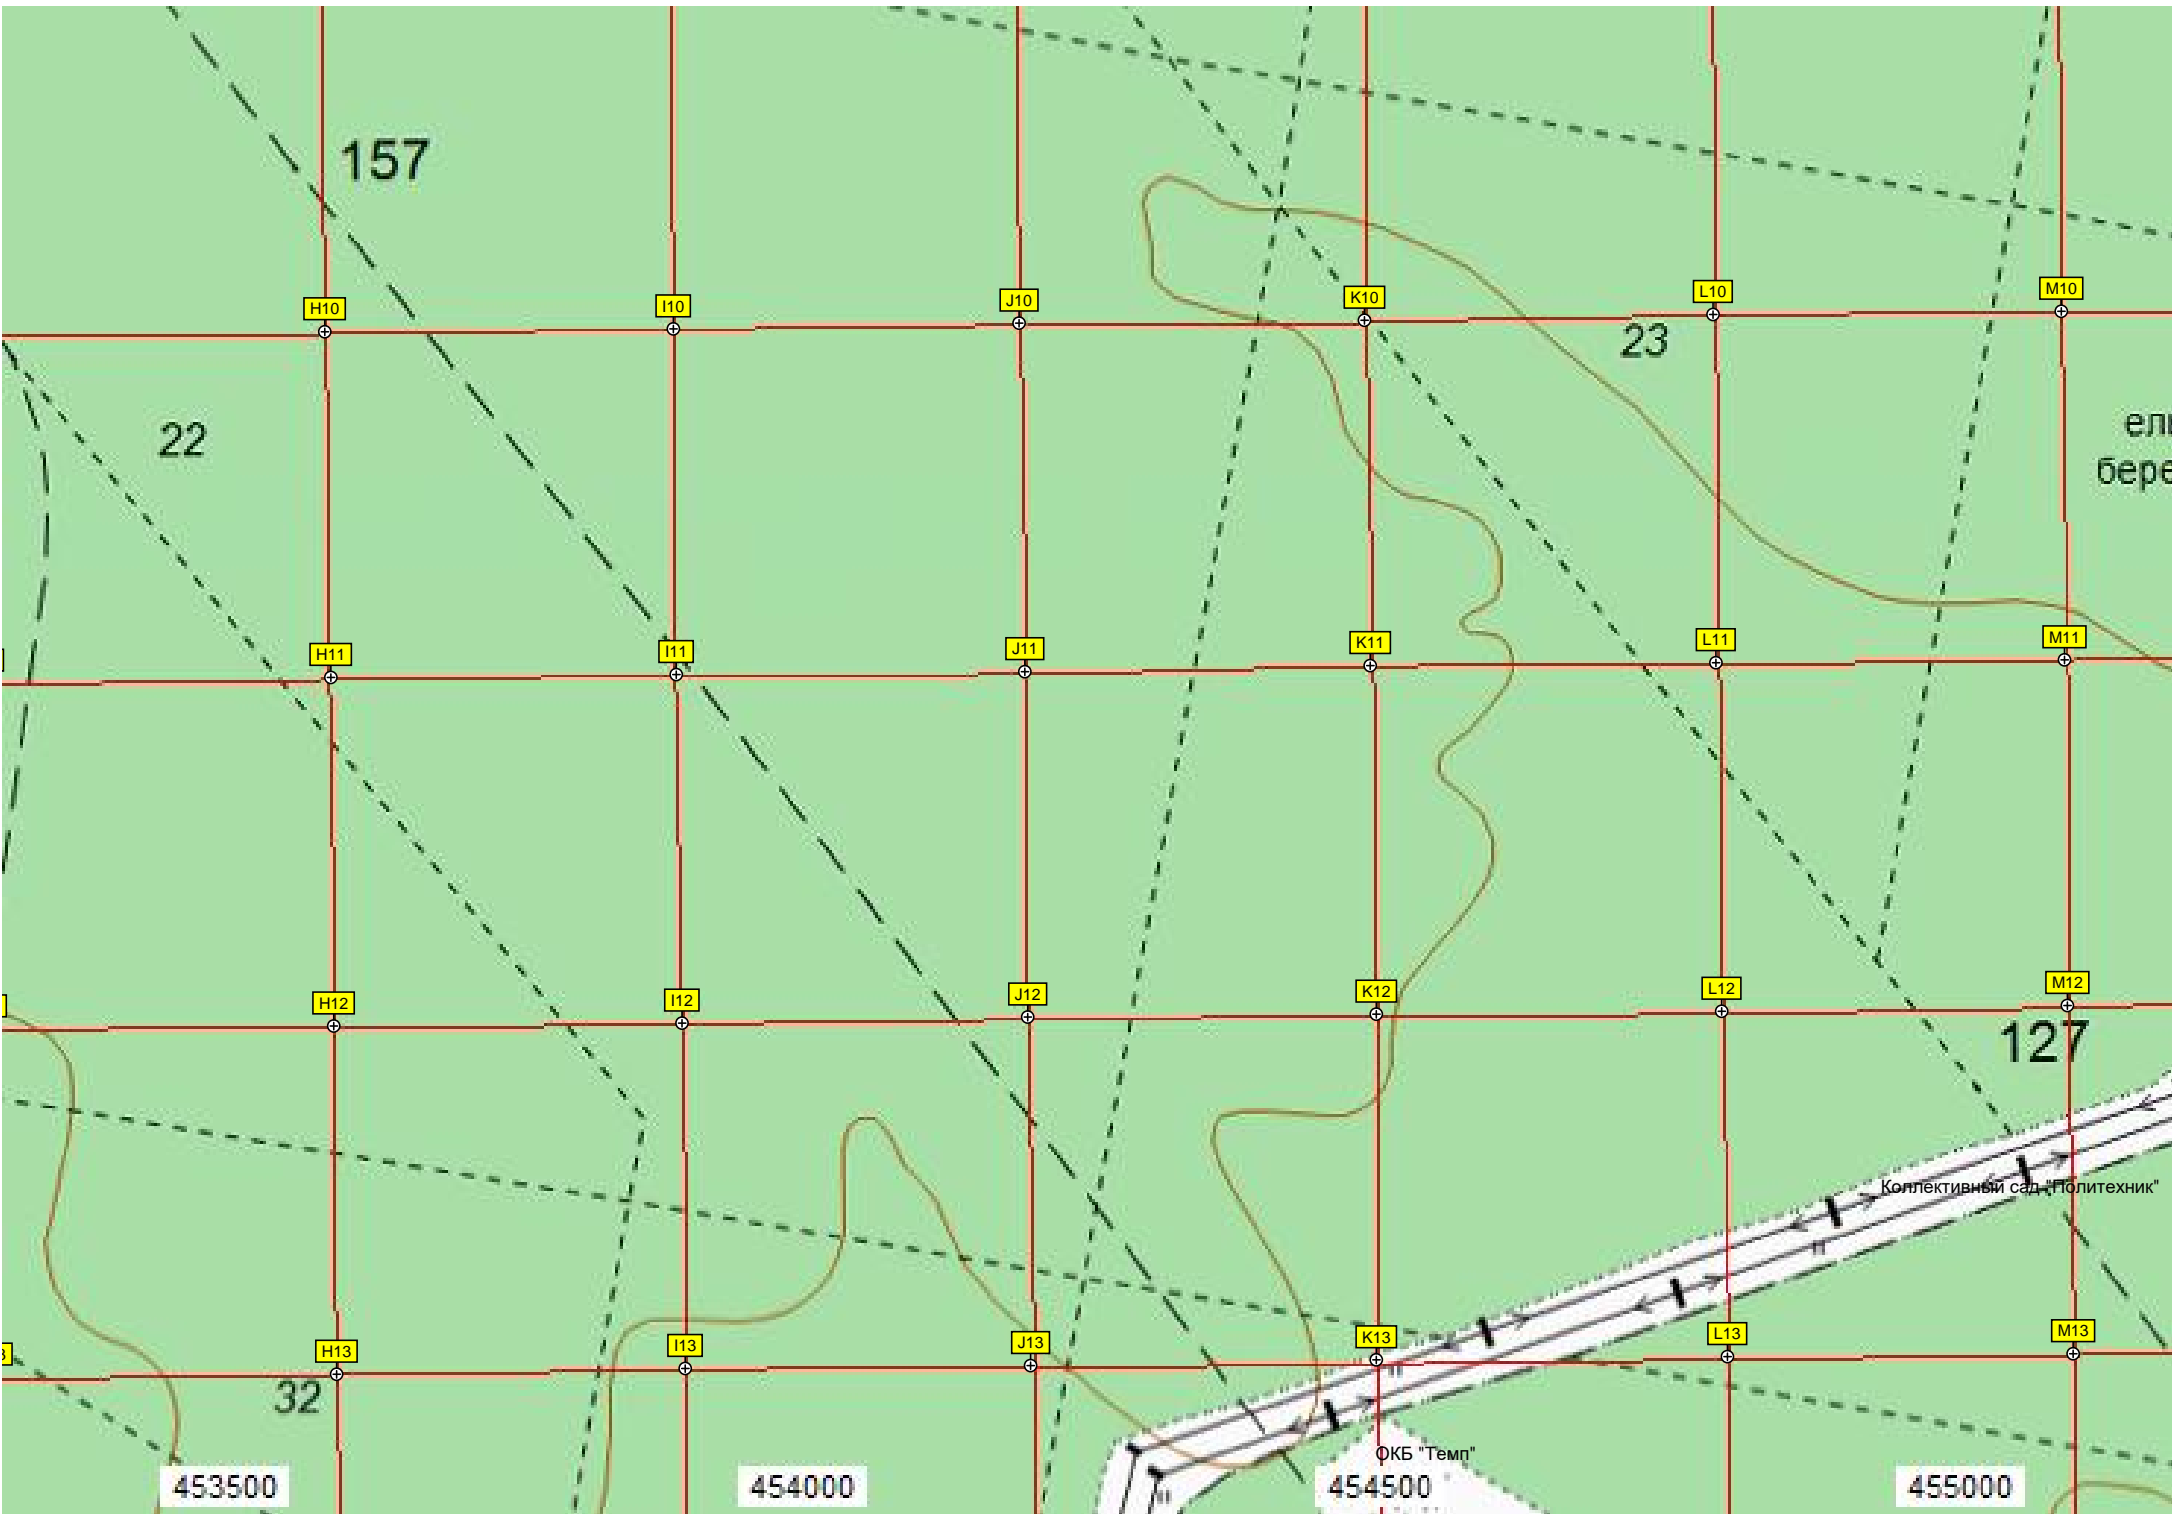 157
H10
I10
J10
K10
L10
M10
23
22
ель
бере
H11
I11
J11
K11
L11
M11
H12
I12
J12
K12
L12
M12
127
Коллективный сад "Политехник"
H13
I13
J13
K13
L13
M13
32
ОКБ "Темп"
453500
454000
454500
455000